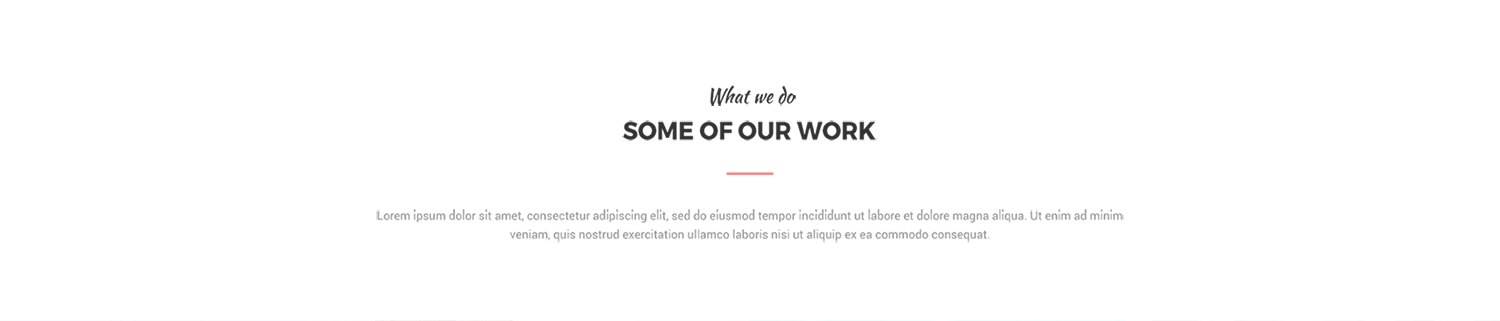 What we do
SOME OF OUR WORK
Lorem ipsum dolor sit amet, consectetur adipiscing elit, sed do eiusmod tempor incididunt ut labore et dolore magna aliqua. Ut enim ad minim
veniam, quis nostrud exercitation ullamco laboris nisi ut aliquip ex ea commodo consequat.